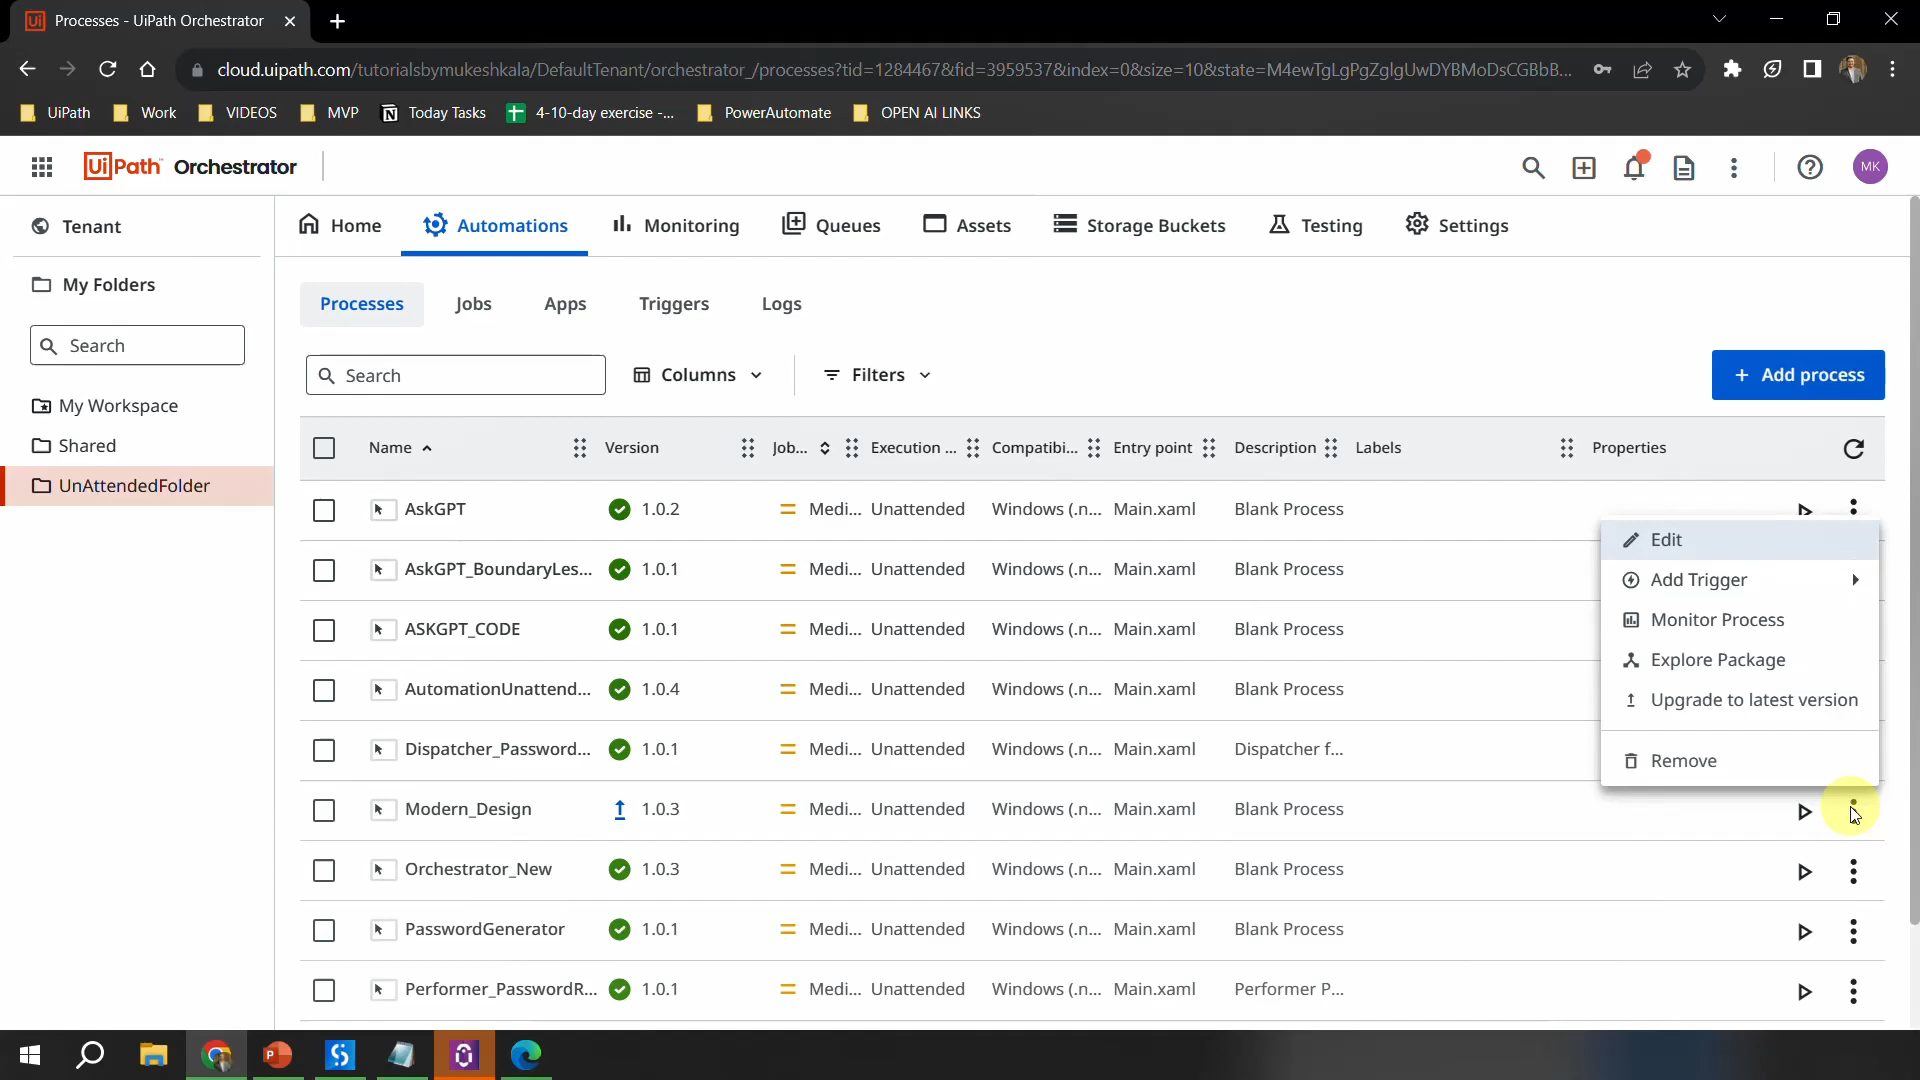 Processes - UiPath Orchestrator
cloud.uipath.com/tutorialsbymukeshkala/DefaultTenant/orchestrator_/processes?tid=1284467&fid=3959537&index=0&size=10&state=M4ewTgLgPgZglgUwDYBMoDsCGBbB...
UiPath Work VIDEOS MVP Today Tasks 4-10-day exercise -... PowerAutomate OPEN AI LINKS
UiPath Orchestrator MK
Tenant
My Folders
Search
My Workspace
Shared
UnAttendedFolder
Home Automations Monitoring Queues Assets Storage Buckets Testing Settings
Processes Jobs Apps Triggers Logs
Search Columns Filters + Add process
Name Version Job... Execution ... Compatibi... Entry point Description Labels Properties
AskGPT 1.0.2 Medi... Unattended Windows (.n... Main.xaml Blank Process
AskGPT_BoundaryLes... 1.0.1 Medi... Unattended Windows (.n... Main.xaml Blank Process
ASKGPT_CODE 1.0.1 Medi... Unattended Windows (.n... Main.xaml Blank Process
AutomationUnattend... 1.0.4 Medi... Unattended Windows (.n... Main.xaml Blank Process
Dispatcher_Password... 1.0.1 Medi... Unattended Windows (.n... Main.xaml Dispatcher f...
Modern_Design 1.0.3 Medi... Unattended Windows (.n... Main.xaml Blank Process
Orchestrator_New 1.0.3 Medi... Unattended Windows (.n... Main.xaml Blank Process
PasswordGenerator 1.0.1 Medi... Unattended Windows (.n... Main.xaml Blank Process
Performer_PasswordR... 1.0.1 Medi... Unattended Windows (.n... Main.xaml Performer P...
Edit
Add Trigger
Monitor Process
Explore Package
Upgrade to latest version
Remove